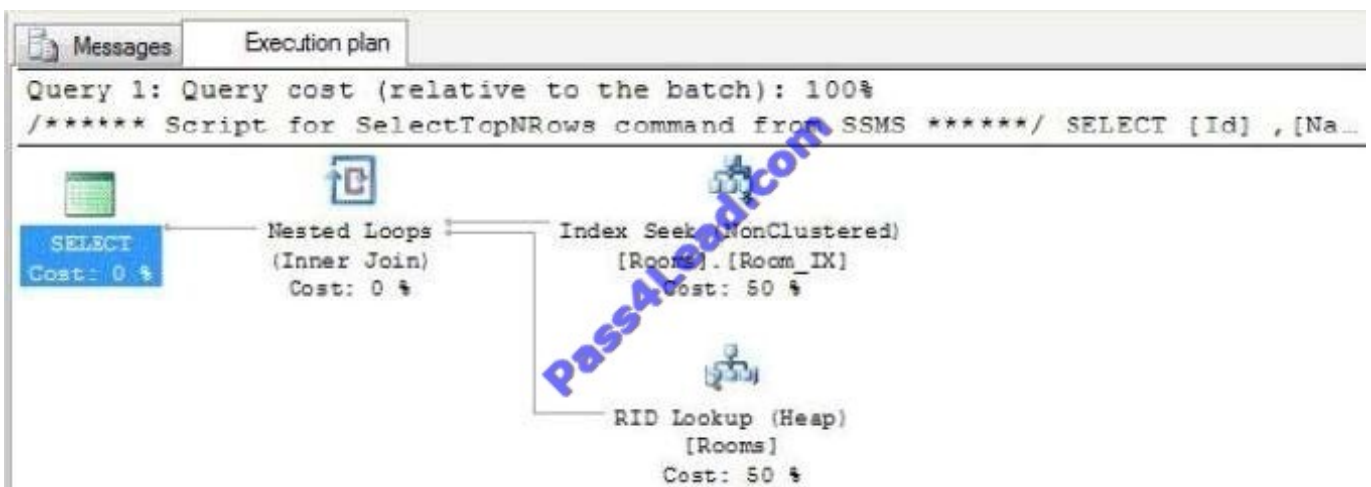 Messages
Execution plan
Query 1: Query cost (relative to the batch): 100%
/****** Script for SelectTopNRows command from SSMS ******/ SELECT [Id] ,[Na…
SELECT
Cost: 0 %
Nested Loops
(Inner Join)
Cost: 0 %
Index Seek (NonClustered)
[Rooms].[Room_IX]
Cost: 50 %
RID Lookup (Heap)
[Rooms]
Cost: 50 %
Pass4Lead.com